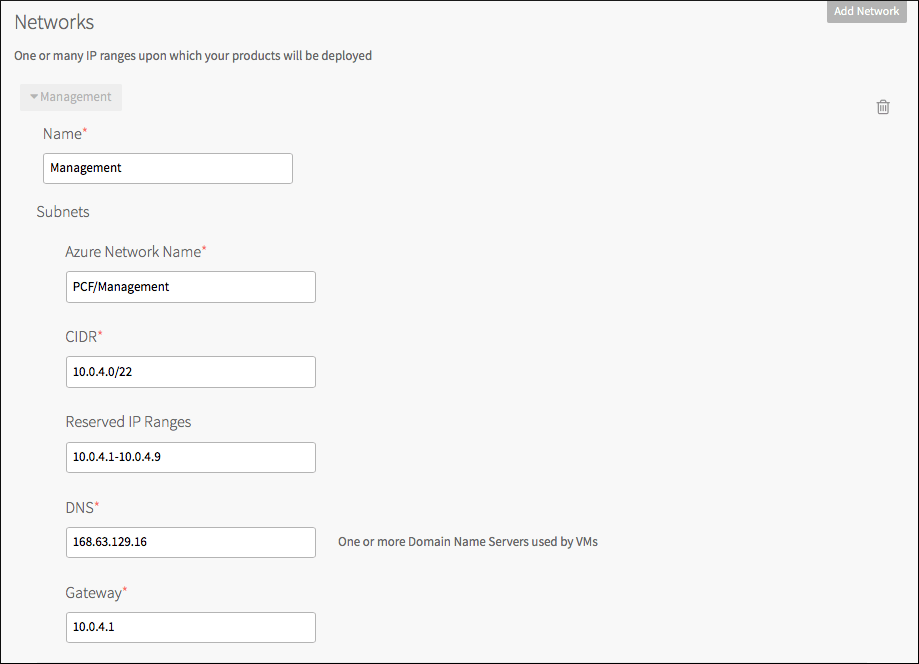 Networks
Add Network
One or many IP ranges upon which your products will be deployed
Management
Name*
Management
Subnets
Azure Network Name*
PCF/Management
CIDR*
10.0.4.0/22
Reserved IP Ranges
10.0.4.1-10.0.4.9
DNS*
168.63.129.16
One or more Domain Name Servers used by VMs
Gateway*
10.0.4.1